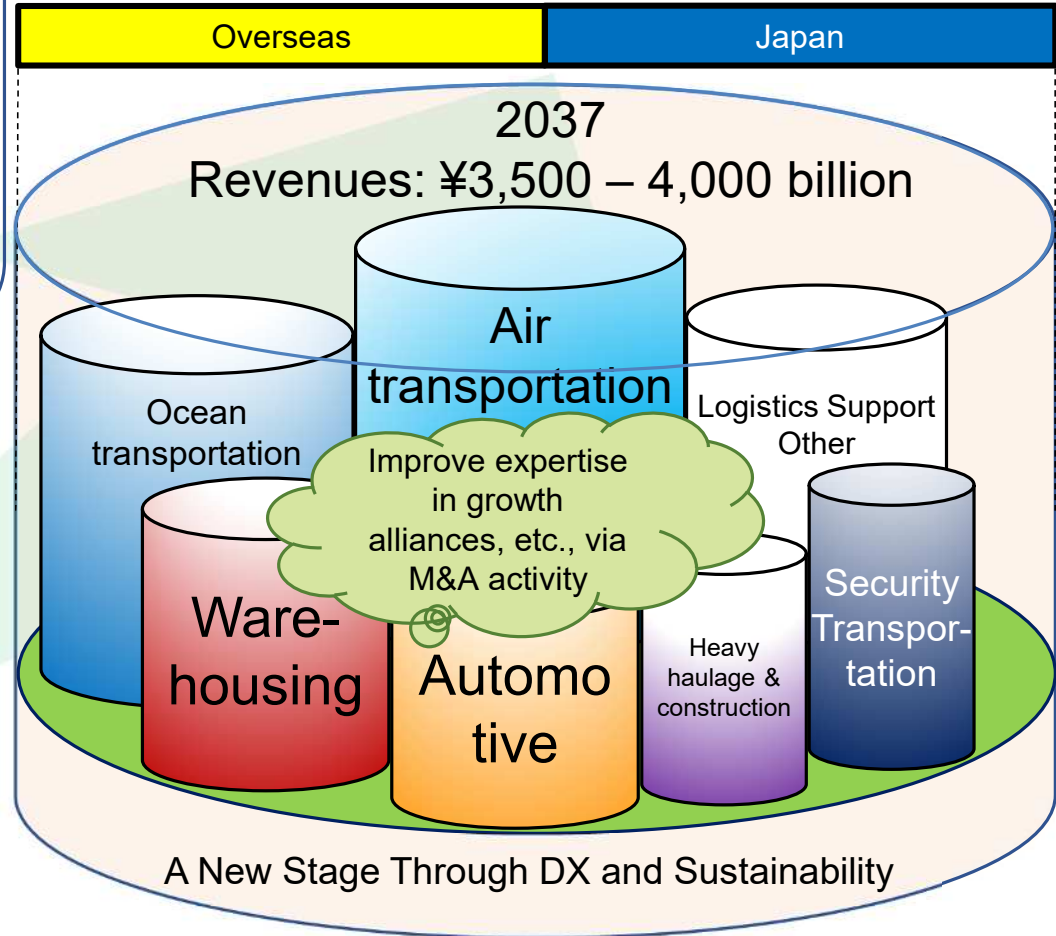 Overseas
Japan
2037
Revenues: ¥3,500 – 4,000 billion
Air
transportation
Ocean
transportation
Logistics Support
Other
Improve expertise
in growth
alliances, etc., via
M&A activity
Ware-
housing
Automo
tive
Heavy
haulage &
construction
Security
Transpor-
tation
A New Stage Through DX and Sustainability